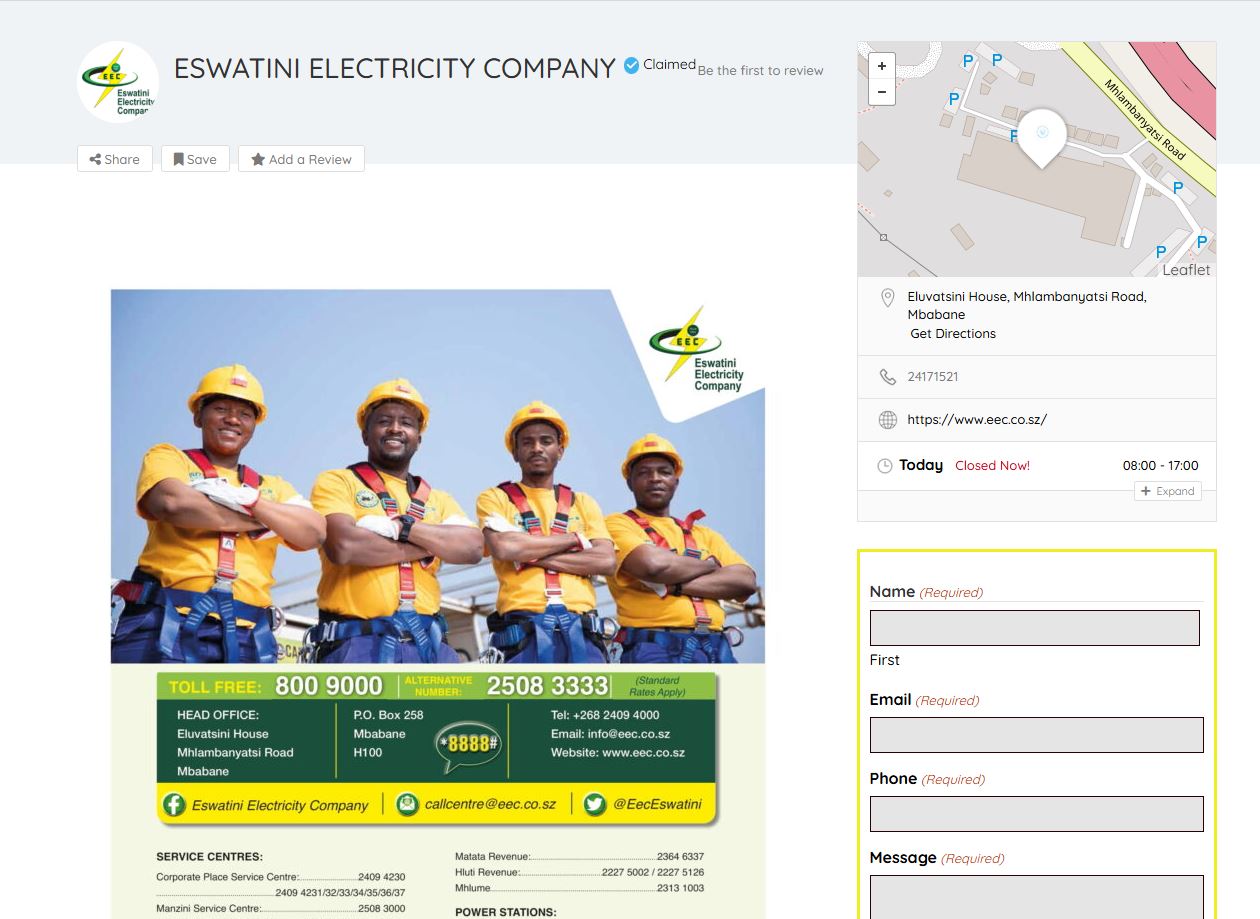 EEC
Eswatini
Electricity
Compar
ESWATINI ELECTRICITY COMPANY
Claimed
Be the first to review
Share
Save
Add a Review
+
−
P
P
P
P
P
P
P
Mhlambanyatsi Road
Leaflet
Eluvatsini House, Mhlambanyatsi Road,
Mbabane
Get Directions
24171521
https://www.eec.co.sz/
Today Closed Now! 08:00 - 17:00
+ Expand
EEC
Eswatini
Electricity
Company
A
TOLL FREE: 800 9000
ALTERNATIVE
NUMBER:
2508 3333
(Standard
Rates Apply)
HEAD OFFICE:
Eluvatsini House
Mhlambanyatsi Road
Mbabane
P.O. Box 258
Mbabane
H100
*8888#
Tel: +268 2409 4000
Email: info@eec.co.sz
Website: www.eec.co.sz
Eswatini Electricity Company
callcentre@eec.co.sz
@EecEswatini
SERVICE CENTRES:
Corporate Place Service Centre:..........2409 4230
..........2409 4231/32/33/34/35/36/37
Manzini Service Centre:..........2508 3000
Matata Revenue:..........2364 6337
Hluti Revenue:..........2227 5002 / 2227 5126
Mhlume..........2313 1003
POWER STATIONS:
Name (Required)
First
Email (Required)
Phone (Required)
Message (Required)